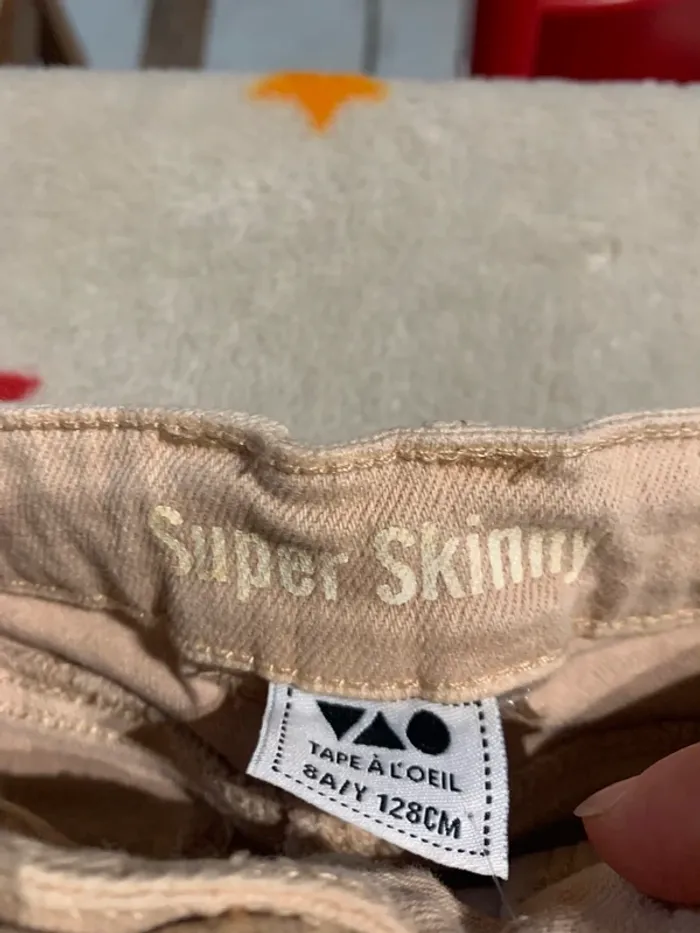 Super Skinny
TAPE À L'OEIL
8A/Y 128CM